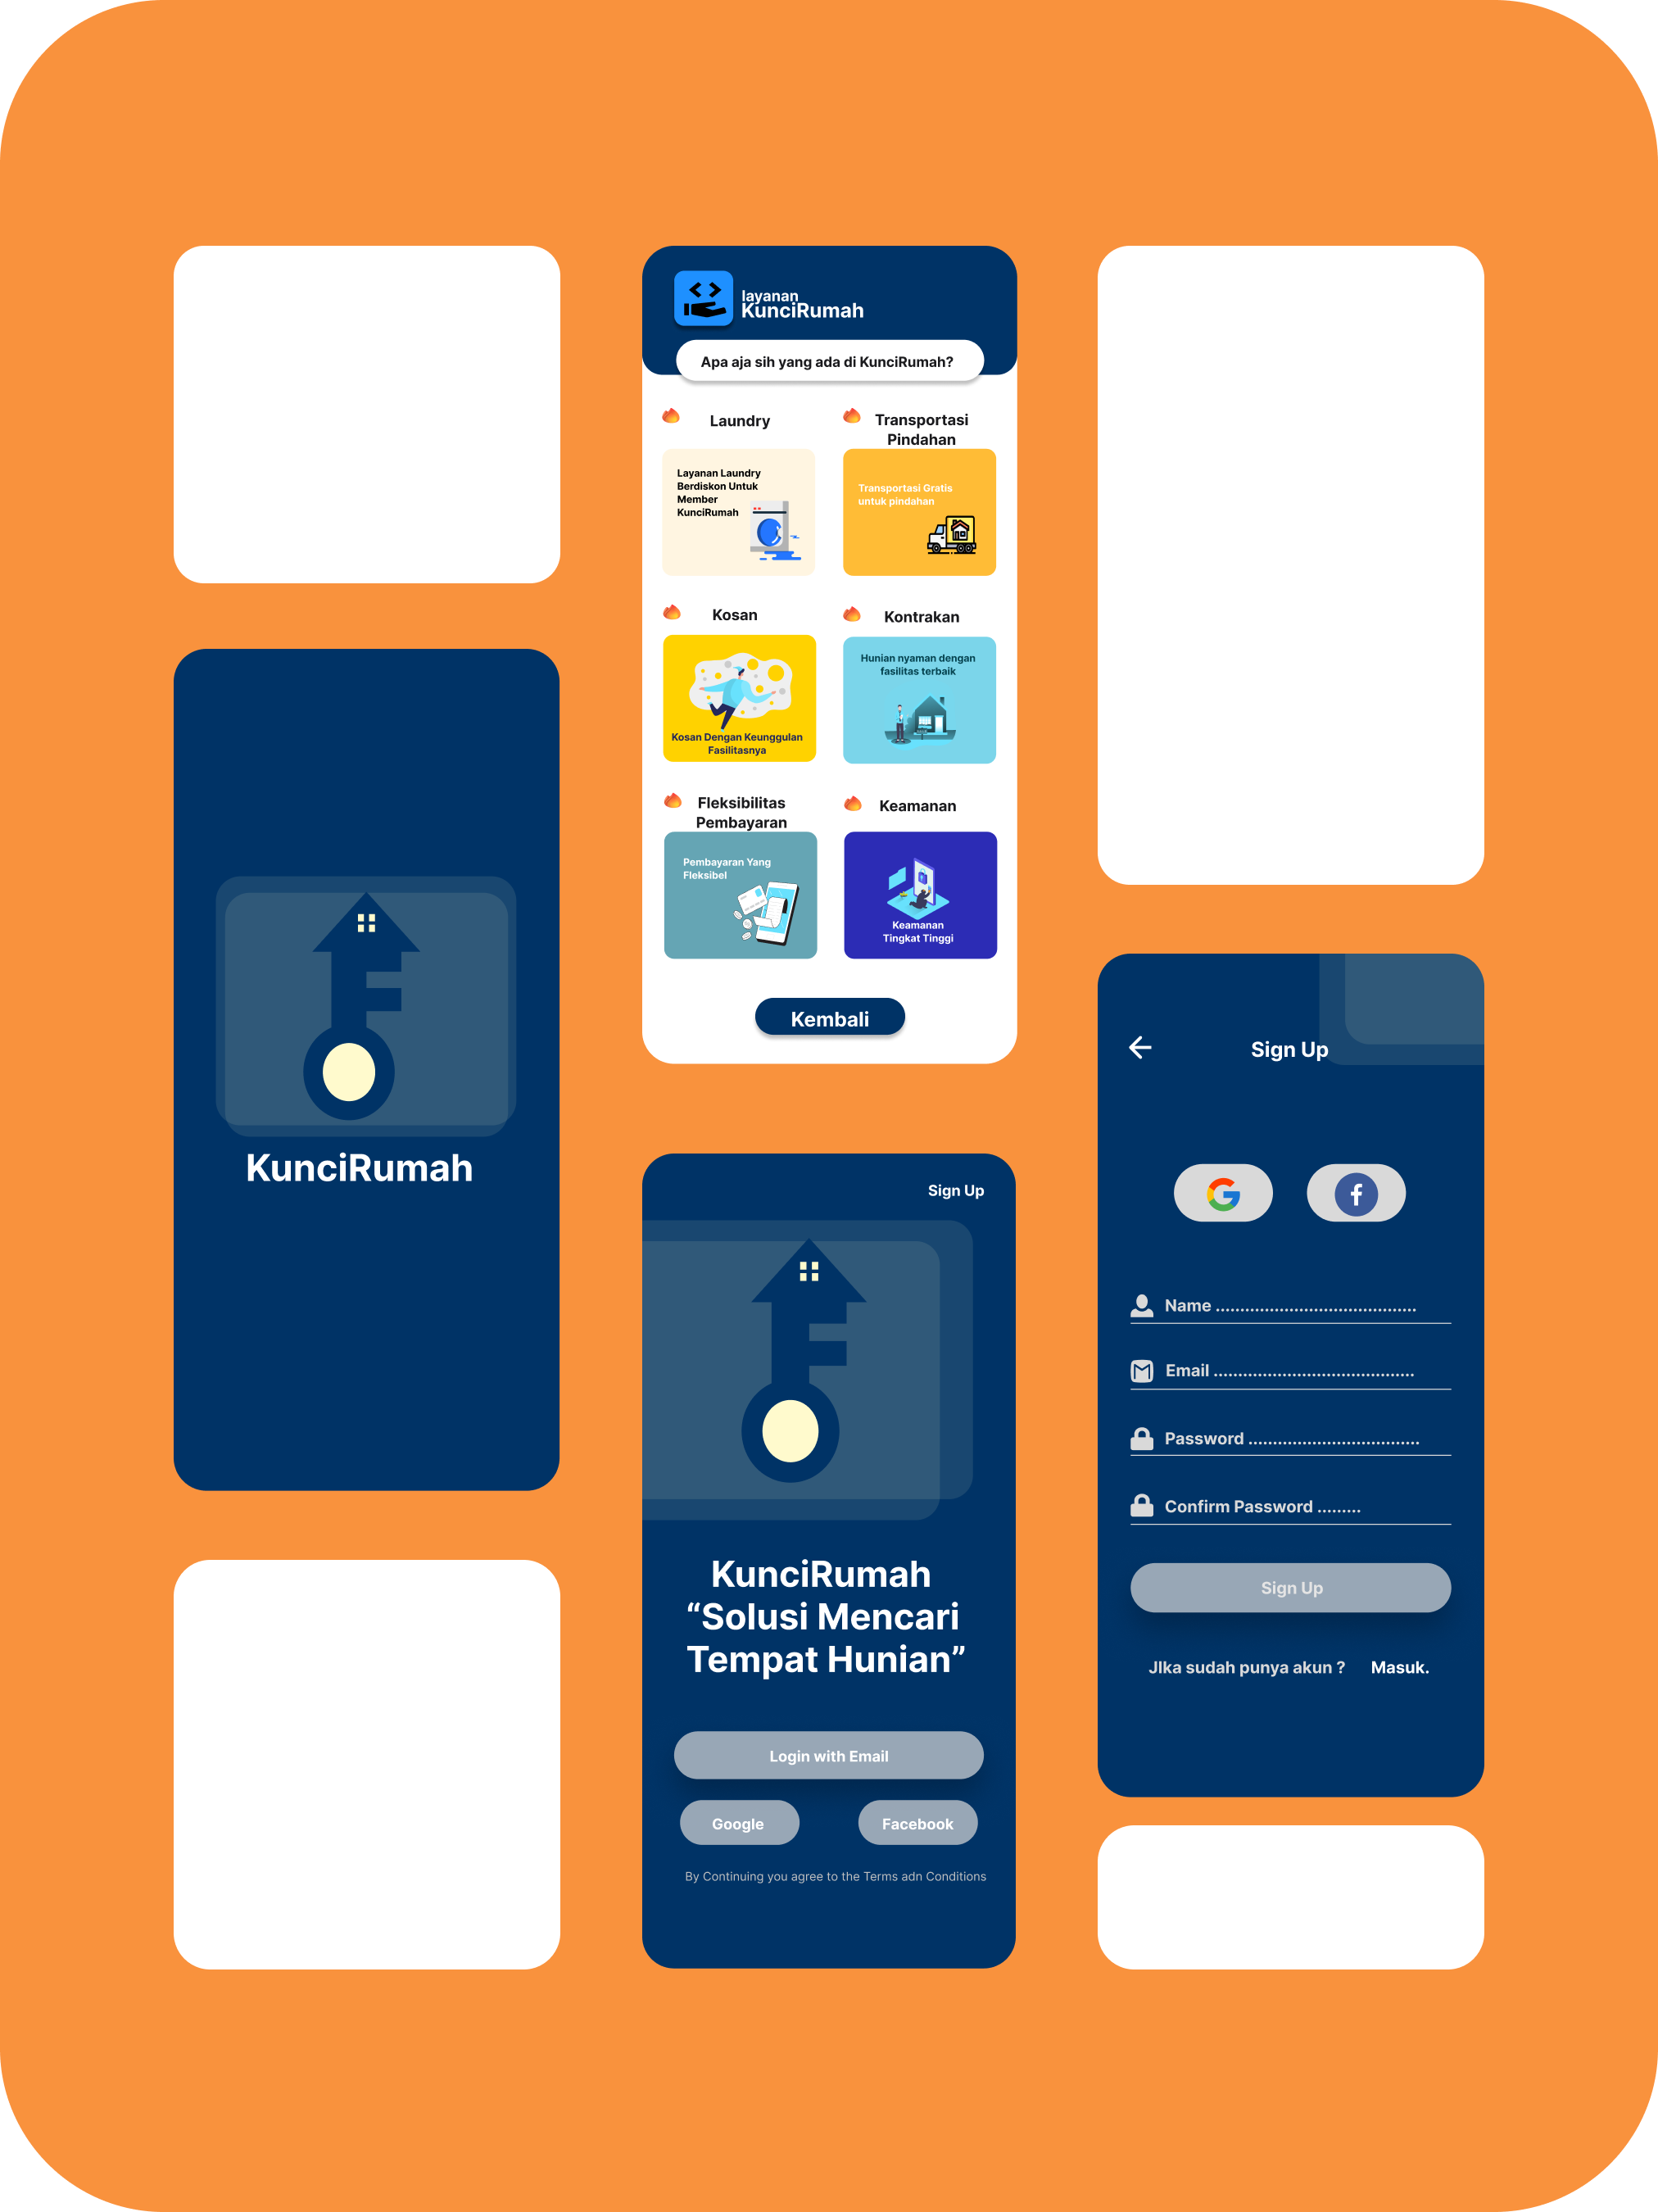 KunciRumah
layanan
KunciRumah
Apa aja sih yang ada di KunciRumah?
Laundry
Transportasi
Pindahan
Layanan Laundry
Berdiskon Untuk
Member
KunciRumah
Transportasi Gratis
untuk pindahan
Kosan
Kontrakan
Kosan Dengan Keunggulan
Fasilitasnya
Hunian nyaman dengan
fasilitas terbaik
Fleksibilitas
Pembayaran
Keamanan
Pembayaran Yang
Fleksibel
Keamanan
Tingkat Tinggi
Kembali
Sign Up
KunciRumah
“Solusi Mencari
Tempat Hunian”
Login with Email
Google
Facebook
By Continuing you agree to the Terms adn Conditions
Sign Up
Name .........................................
Email .........................................
Password ...................................
Confirm Password .........
Sign Up
JIka sudah punya akun ?
Masuk.